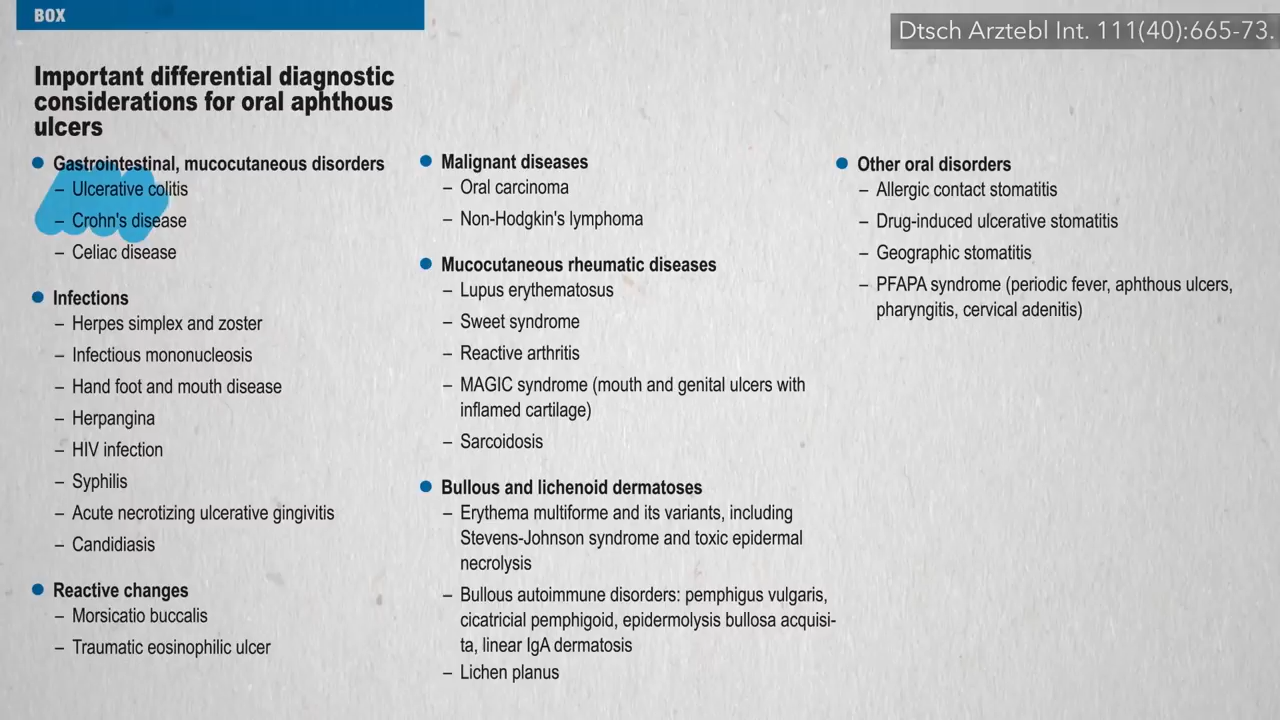 BOX
Dtsch Arztebl Int. 111(40):665-73.
Important differential diagnostic
considerations for oral aphthous
ulcers
Gastrointestinal, mucocutaneous disorders
– Ulcerative colitis
– Crohn's disease
– Celiac disease
Infections
– Herpes simplex and zoster
– Infectious mononucleosis
– Hand foot and mouth disease
– Herpangina
– HIV infection
– Syphilis
– Acute necrotizing ulcerative gingivitis
– Candidiasis
Reactive changes
– Morsicatio buccalis
– Traumatic eosinophilic ulcer
Malignant diseases
– Oral carcinoma
– Non-Hodgkin's lymphoma
Mucocutaneous rheumatic diseases
– Lupus erythematosus
– Sweet syndrome
– Reactive arthritis
– MAGIC syndrome (mouth and genital ulcers with
inflamed cartilage)
– Sarcoidosis
Bullous and lichenoid dermatoses
– Erythema multiforme and its variants, including
Stevens-Johnson syndrome and toxic epidermal
necrolysis
– Bullous autoimmune disorders: pemphigus vulgaris,
cicatricial pemphigoid, epidermolysis bullosa acquisi-
ta, linear IgA dermatosis
– Lichen planus
Other oral disorders
– Allergic contact stomatitis
– Drug-induced ulcerative stomatitis
– Geographic stomatitis
– PFAPA syndrome (periodic fever, aphthous ulcers,
pharyngitis, cervical adenitis)